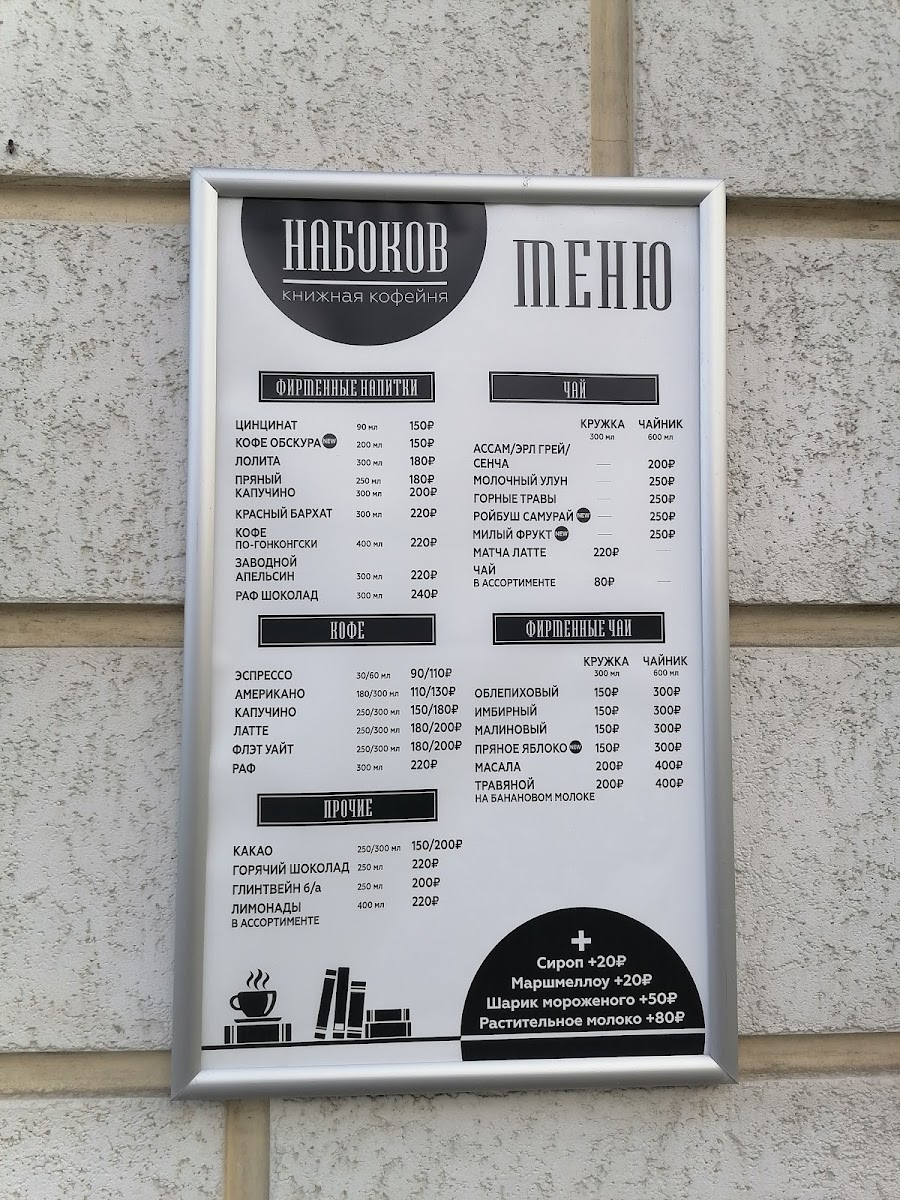 НАБОКОВ
книжная кофейня
МЕНЮ
ФИРМЕННЫЕ НАПИТКИ
ЦИНЦИНАТ 90 мл 150₽
КОФЕ ОБСКУРА NEW 200 мл 150₽
ЛОЛИТА 300 мл 180₽
ПРЯНЫЙ 250 мл 180₽
КАПУЧИНО 300 мл 200₽
КРАСНЫЙ БАРХАТ 300 мл 220₽
КОФЕ
ПО-ГОНКОНГСКИ 400 мл 220₽
ЗАВОДНОЙ
АПЕЛЬСИН 300 мл 220₽
РАФ ШОКОЛАД 300 мл 240₽
КОФЕ
ЭСПРЕССО 30/60 мл 90/110₽
АМЕРИКАНО 180/300 мл 110/130₽
КАПУЧИНО 250/300 мл 150/180₽
ЛАТТЕ 250/300 мл 180/200₽
ФЛЭТ УАЙТ 250/300 мл 180/200₽
РАФ 300 мл 220₽
ПРОЧИЕ
КАКАО 250/300 мл 150/200₽
ГОРЯЧИЙ ШОКОЛАД 250 мл 220₽
ГЛИНТВЕЙН б/а 250 мл 200₽
ЛИМОНАДЫ 400 мл 220₽
В АССОРТИМЕНТЕ
ЧАЙ
КРУЖКА ЧАЙНИК
300 мл 600 мл
АССАМ/ЭРЛ ГРЕЙ/
СЕНЧА — 200₽
МОЛОЧНЫЙ УЛУН — 250₽
ГОРНЫЕ ТРАВЫ — 250₽
РОЙБУШ САМУРАЙ NEW — 250₽
МИЛЫЙ ФРУКТ NEW — 250₽
МАТЧА ЛАТТЕ 220₽ —
ЧАЙ
В АССОРТИМЕНТЕ 80₽ —
ФИРМЕННЫЕ ЧАИ
КРУЖКА ЧАЙНИК
300 мл 600 мл
ОБЛЕПИХОВЫЙ 150₽ 300₽
ИМБИРНЫЙ 150₽ 300₽
МАЛИНОВЫЙ 150₽ 300₽
ПРЯНОЕ ЯБЛОКО NEW 150₽ 300₽
МАСАЛА 200₽ 400₽
ТРАВЯНОЙ 200₽ 400₽
НА БАНАНОВОМ МОЛОКЕ
+
Сироп +20₽
Маршмеллоу +20₽
Шарик мороженого +50₽
Растительное молоко +80₽